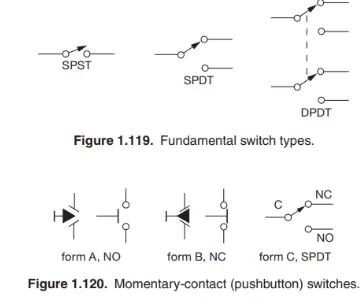 SPST
SPDT
DPDT
Figure 1.119. Fundamental switch types.
C
NC
NO
form A, NO
form B, NC
form C, SPDT
Figure 1.120. Momentary-contact (pushbutton) switches.